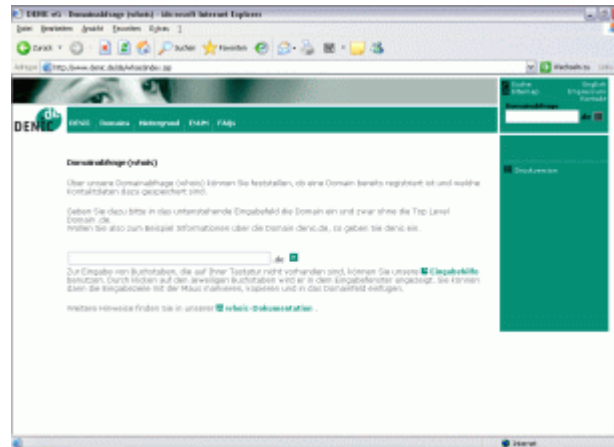 DENIC eG - Domainabfrage (whois) - Microsoft Internet Explorer
Datei Bearbeiten Ansicht Favoriten Extras ?
Zurück Suchen Favoriten
http://www.denic.de/de/whois/index.jsp
Wechseln zu
Suche English
Sitemap Impressum
Kontakt
Domainabfrage
.de
DENIC de
DENIC Domains Hintergrund ENUM FAQs
Domainabfrage (whois)
Druckversion
Über unsere Domainabfrage (whois) können Sie feststellen, ob eine Domain bereits registriert ist und welche
Kontaktdaten dazu gespeichert sind.
Geben Sie dazu bitte in das untenstehende Eingabefeld die Domain ein und zwar ohne die Top Level
Domain .de.
Wollen Sie also zum Beispiel Informationen über die Domain denic.de, so geben Sie denic ein.
.de
Zur Eingabe von Buchstaben, die auf Ihrer Tastatur nicht vorhanden sind, können Sie unsere Eingabehilfe
benutzen. Durch Klicken auf den jeweiligen Buchstaben wird er in dem Eingabefenster angezeigt. Sie können
dann die Eingabezeile mit der Maus markieren, kopieren und in das Domainfeld einfügen.
Weitere Hinweise finden Sie in unserer whois-Dokumentation .
Internet